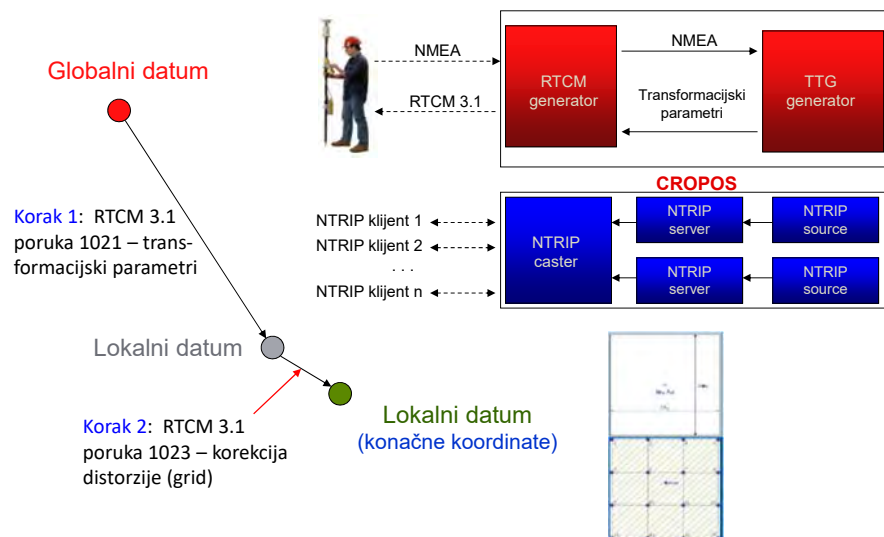 Globalni datum
Korak 1: RTCM 3.1
poruka 1021 – trans-
formacijski parametri
Lokalni datum
Korak 2: RTCM 3.1
poruka 1023 – korekcija
distorzije (grid)
Lokalni datum
(konačne koordinate)
NMEA
RTCM 3.1
RTCM
generator
NMEA
Transformacijski
parametri
TTG
generator
CROPOS
NTRIP klijent 1
NTRIP klijent 2
. . .
NTRIP klijent n
NTRIP
caster
NTRIP
server
NTRIP
source
NTRIP
server
NTRIP
source